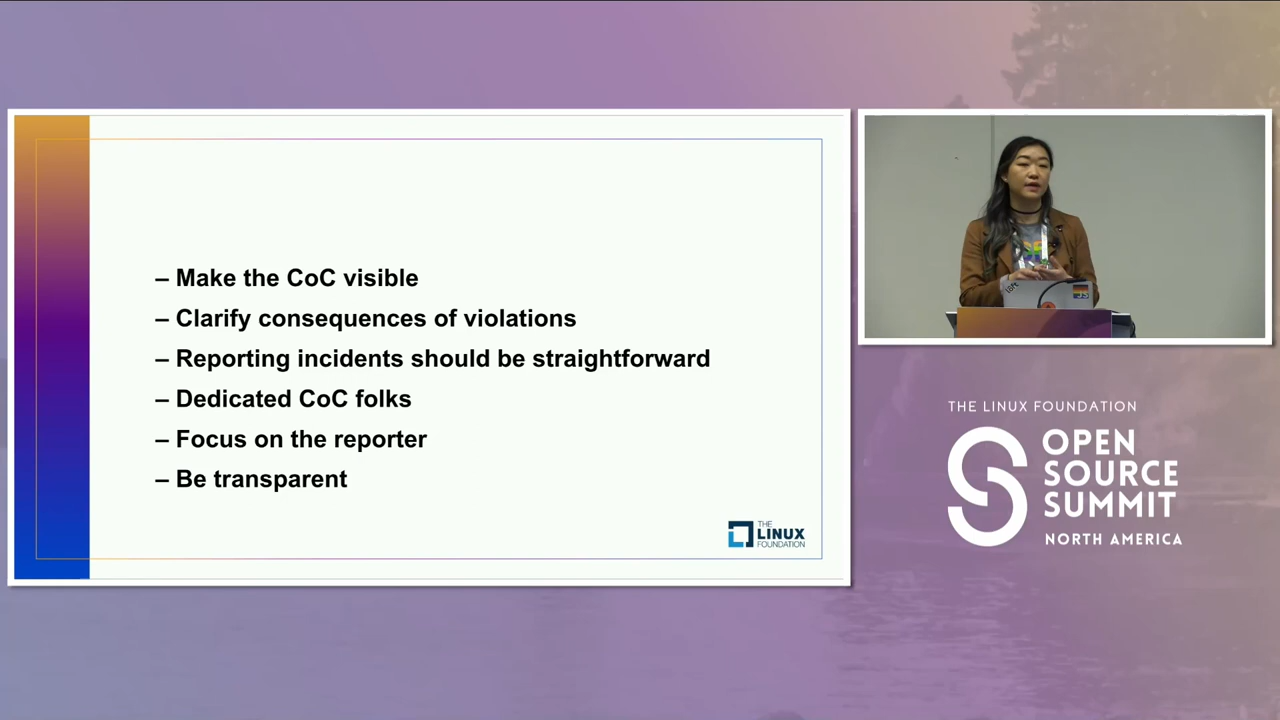 – Make the CoC visible
– Clarify consequences of violations
– Reporting incidents should be straightforward
– Dedicated CoC folks
– Focus on the reporter
– Be transparent
THE
LINUX
FOUNDATION
JS
THE LINUX FOUNDATION
OPEN
SOURCE
SUMMIT
NORTH AMERICA